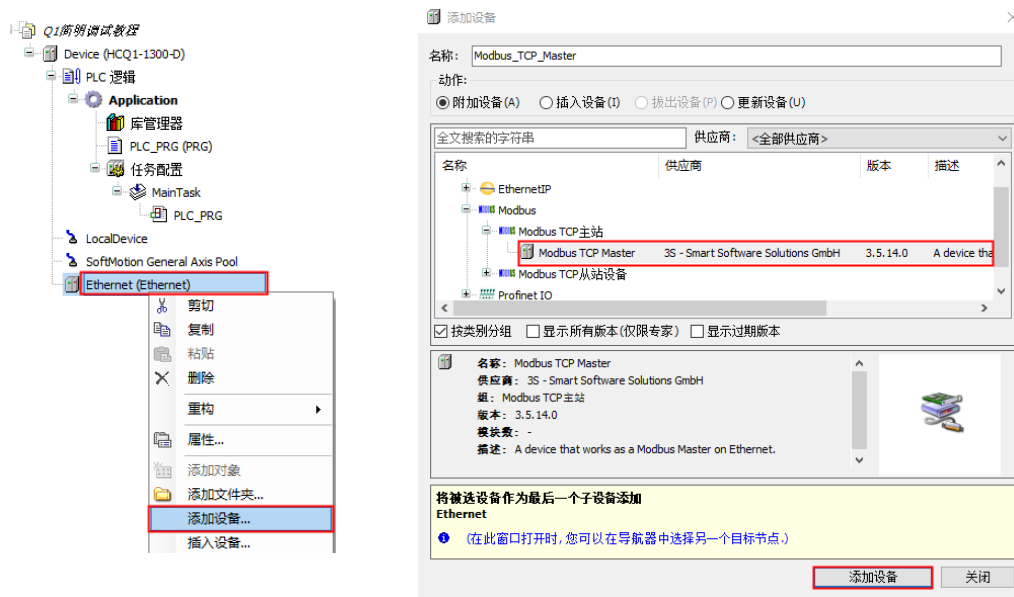 Q1简明调试教程
Device (HCQ1-1300-D)
PLC 逻辑
Application
库管理器
PLC_PRG (PRG)
任务配置
MainTask
PLC_PRG
LocalDevice
SoftMotion General Axis Pool
Ethernet (Ethernet)
剪切
复制
粘贴
删除
重构
属性...
添加对象
添加文件夹...
添加设备...
插入设备...
添加设备
名称: Modbus_TCP_Master
动作:
附加设备(A) 插入设备(I) 拔出设备(P) 更新设备(U)
全文搜索的字符串 供应商: <全部供应商>
名称 供应商 版本 描述
EthernetIP
Modbus
Modbus TCP主站
Modbus TCP Master 3S - Smart Software Solutions GmbH 3.5.14.0 A device tha
Modbus TCP从站设备
Profinet IO
按类别分组 显示所有版本(仅限专家) 显示过期版本
名称: Modbus TCP Master
供应商: 3S - Smart Software Solutions GmbH
组: Modbus TCP主站
版本: 3.5.14.0
模块数: -
描述: A device that works as a Modbus Master on Ethernet.
将被选设备作为最后一个子设备添加
Ethernet
(在此窗口打开时,您可以在导航器中选择另一个目标节点.)
添加设备 关闭